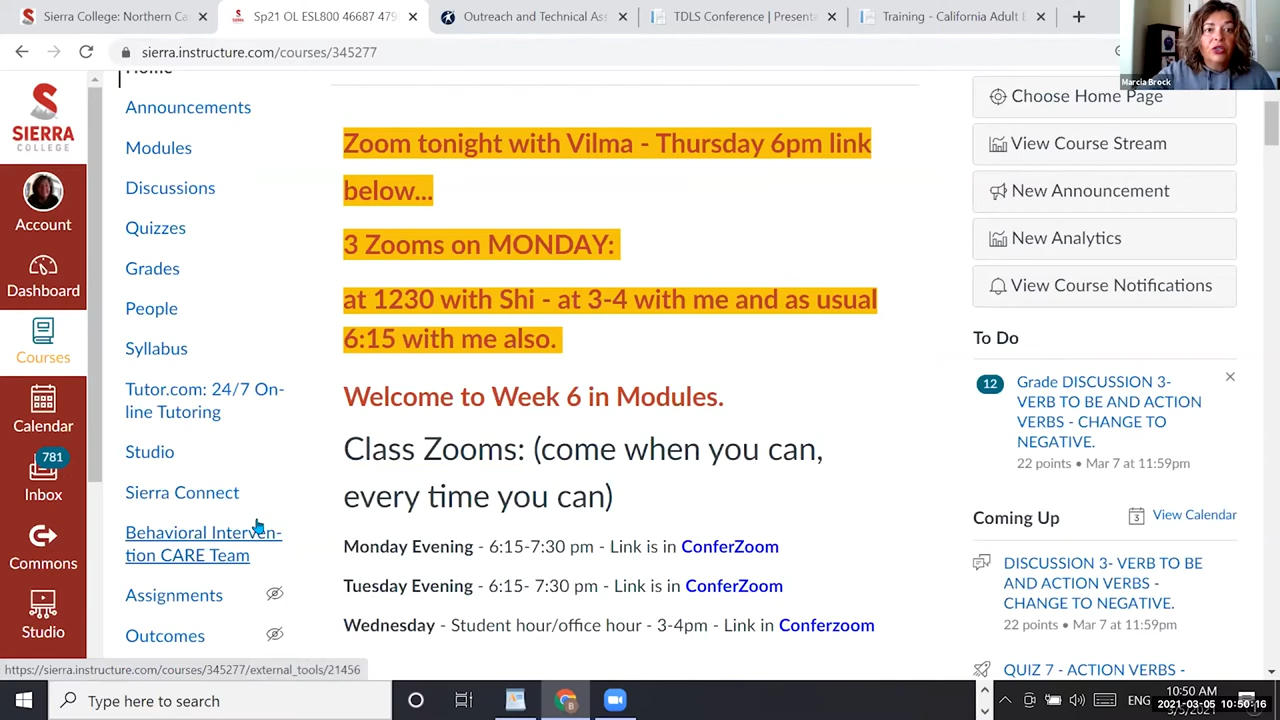 Sierra College: Northern Ca
Sp21 OL ESL800 46687 479
Outreach and Technical Ass
TDLS Conference | Presenta
Training - California Adult E
sierra.instructure.com/courses/345277
Marcia Brock
SIERRA
COLLEGE
Account
Dashboard
Courses
Calendar
781
Inbox
Commons
Studio
Home
Announcements
Modules
Discussions
Quizzes
Grades
People
Syllabus
Tutor.com: 24/7 On-
line Tutoring
Studio
Sierra Connect
Behavioral Interven-
tion CARE Team
Assignments
Outcomes
Zoom tonight with Vilma - Thursday 6pm link
below...
3 Zooms on MONDAY:
at 1230 with Shi - at 3-4 with me and as usual
6:15 with me also.
Welcome to Week 6 in Modules.
Class Zooms: (come when you can,
every time you can)
Monday Evening - 6:15-7:30 pm - Link is in ConferZoom
Tuesday Evening - 6:15- 7:30 pm - Link is in ConferZoom
Wednesday - Student hour/office hour - 3-4pm - Link in Conferzoom
Choose Home Page
View Course Stream
New Announcement
New Analytics
View Course Notifications
To Do
12
Grade DISCUSSION 3-
VERB TO BE AND ACTION
VERBS - CHANGE TO
NEGATIVE.
22 points • Mar 7 at 11:59pm
Coming Up
3
View Calendar
DISCUSSION 3- VERB TO BE
AND ACTION VERBS -
CHANGE TO NEGATIVE.
22 points • Mar 7 at 11:59pm
QUIZ 7 - ACTION VERBS -
https://sierra.instructure.com/courses/345277/external_tools/21456
Type here to search
ENG
10:50 AM
2021-03-05 10:50:16